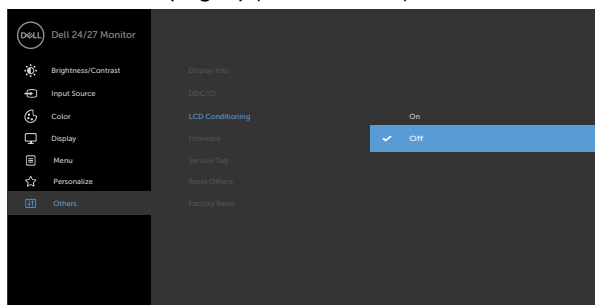 DELL
Dell 24/27 Monitor
Brightness/Contrast
Display Info
Input Source
DDC/CI
Color
LCD Conditioning
On
Display
Firmware
Off
Menu
Service Tag
Personalize
Reset Others
Others
Factory Reset